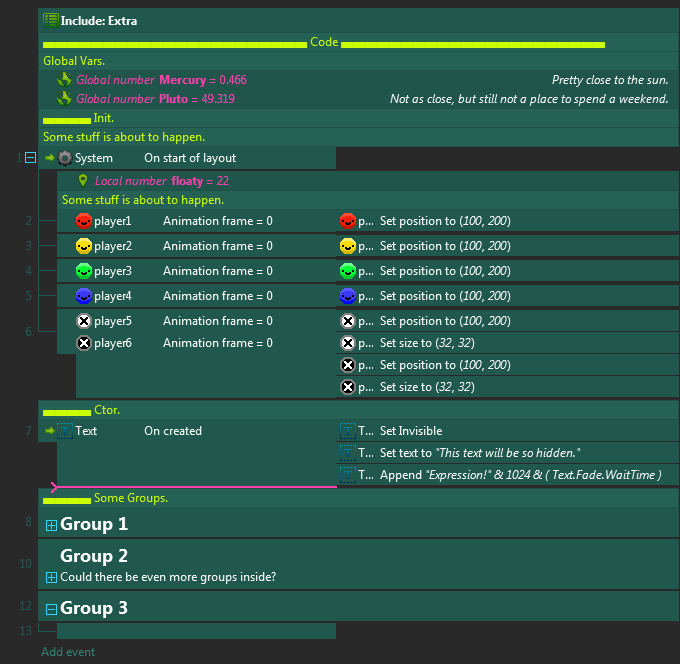 Include: Extra
Code
Global Vars.
Global number Mercury = 0.466 Pretty close to the sun.
Global number Pluto = 49.319 Not as close, but still not a place to spend a weekend.
Init.
Some stuff is about to happen.
1 System On start of layout
Local number floaty = 22
Some stuff is about to happen.
2 player1 Animation frame = 0 p... Set position to (100, 200)
3 player2 Animation frame = 0 p... Set position to (100, 200)
4 player3 Animation frame = 0 p... Set position to (100, 200)
5 player4 Animation frame = 0 p... Set position to (100, 200)
player5 Animation frame = 0 p... Set position to (100, 200)
6 player6 Animation frame = 0 p... Set size to (32, 32)
p... Set position to (100, 200)
p... Set size to (32, 32)
Ctor.
7 Text On created T... Set Invisible
T... Set text to "This text will be so hidden."
T... Append "Expression!" & 1024 & ( Text.Fade.WaitTime )
Some Groups.
8 Group 1
Group 2
10 Could there be even more groups inside?
12 Group 3
13
Add event